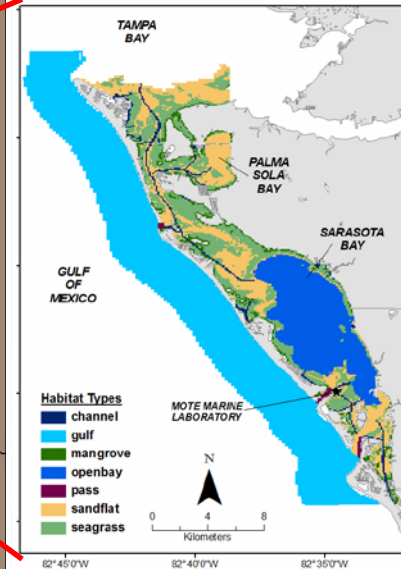 TAMPA
BAY
PALMA
SOLA
BAY
SARASOTA
BAY
GULF
OF
MEXICO
MOTE MARINE
LABORATORY
Habitat Types
channel
gulf
mangrove
openbay
pass
sandflat
seagrass
N
0 4 8
Kilometers
82°45'0"W 82°40'0"W 82°35'0"W